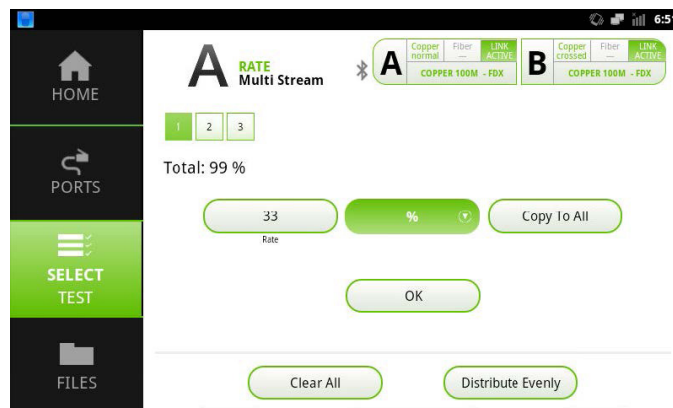 6:51
HOME
PORTS
SELECT
TEST
FILES
A RATE
Multi Stream
A
Copper normal
Fiber —
LINK ACTIVE
COPPER 100M - FDX
B
Copper crossed
Fiber —
LINK ACTIVE
COPPER 100M - FDX
1 2 3
Total: 99 %
33 % Copy To All
Rate
OK
Clear All Distribute Evenly